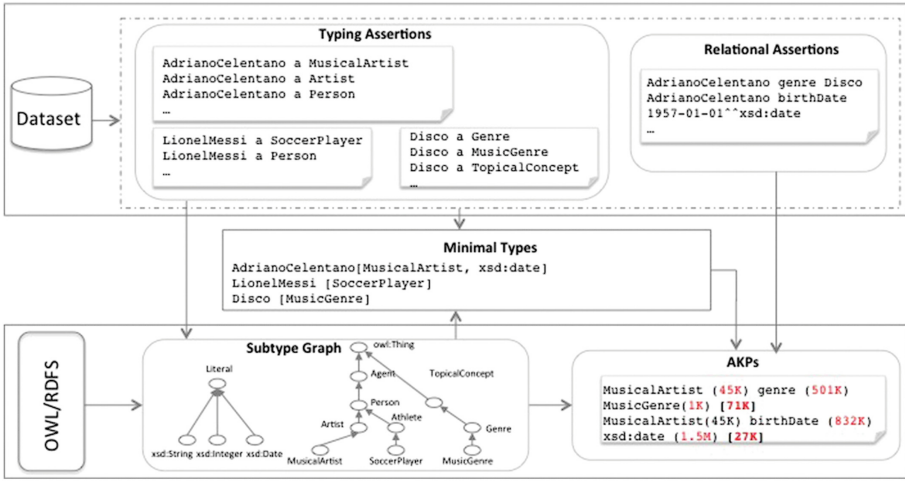 Typing Assertions
AdrianoCelentano a MusicalArtist
AdrianoCelentano a Artist
AdrianoCelentano a Person
…
LionelMessi a SoccerPlayer
LionelMessi a Person
…
Disco a Genre
Disco a MusicGenre
Disco a TopicalConcept
…
Relational Assertions
AdrianoCelentano genre Disco
AdrianoCelentano birthDate
1957-01-01^^xsd:date
…
Dataset
Minimal Types
AdrianoCelentano[MusicalArtist, xsd:date]
LionelMessi [SoccerPlayer]
Disco [MusicGenre]
OWL/RDFS
Subtype Graph
Literal
xsd:String xsd:Integer xsd:Date
owl:Thing
Agent
TopicalConcept
Person
Artist
Athlete
Genre
MusicalArtist
SoccerPlayer
MusicGenre
AKPs
MusicalArtist (45K) genre (501K)
MusicGenre(1K) [71K]
MusicalArtist(45K) birthDate (832K)
xsd:date (1.5M) [27K]